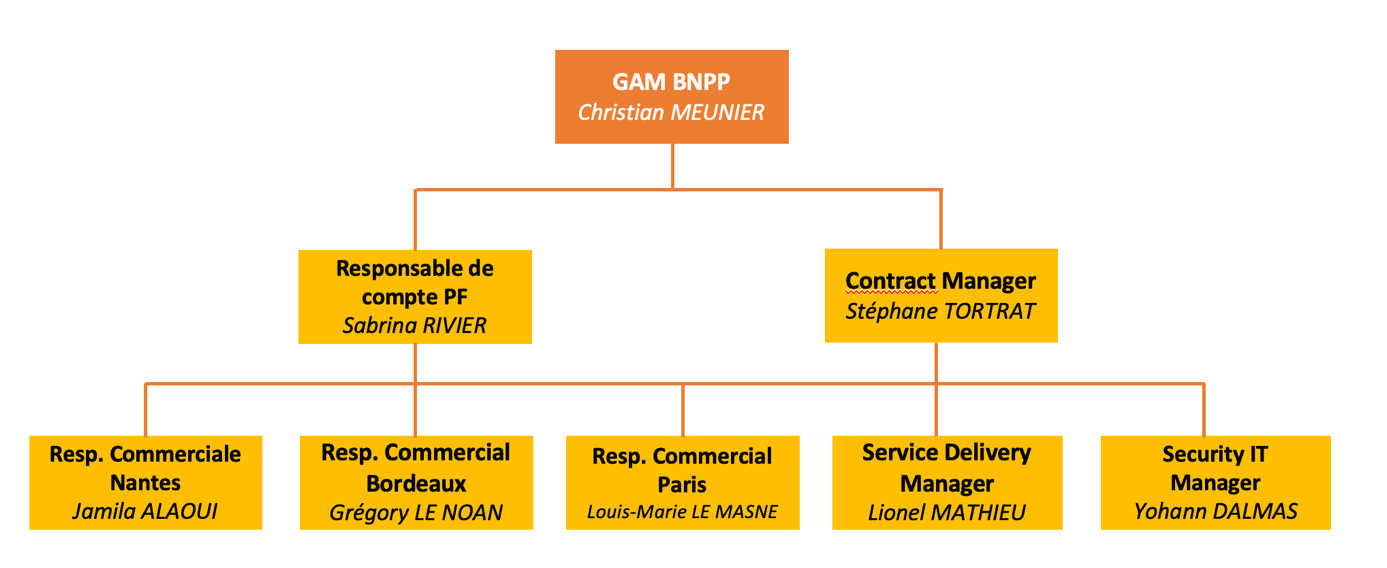 GAM BNPP
Christian MEUNIER
Responsable de
compte PF
Sabrina RIVIER
Contract Manager
Stéphane TORTRAT
Resp. Commerciale
Nantes
Jamila ALAOUI
Resp. Commercial
Bordeaux
Grégory LE NOAN
Resp. Commercial
Paris
Louis-Marie LE MASNE
Service Delivery
Manager
Lionel MATHIEU
Security IT
Manager
Yohann DALMAS